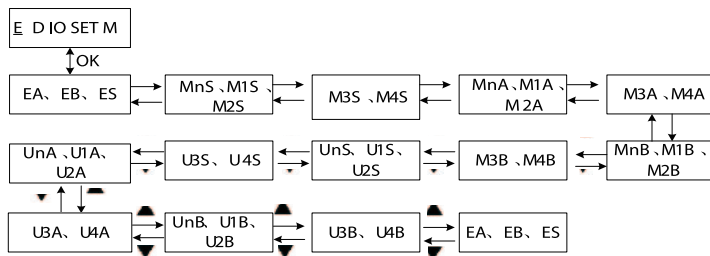 E D IO SET M
OK
EA、EB、ES
MnS、M1S、
M2S
M3S、M4S
MnA、M1A、
M 2A
M3A、M4A
UnA、U1A、
U2A
U3S、U4S
UnS、U1S、
U2S
M3B、M4B
MnB、M1B、
M2B
U3A、U4A
UnB、U1B、
U2B
U3B、U4B
EA、EB、ES